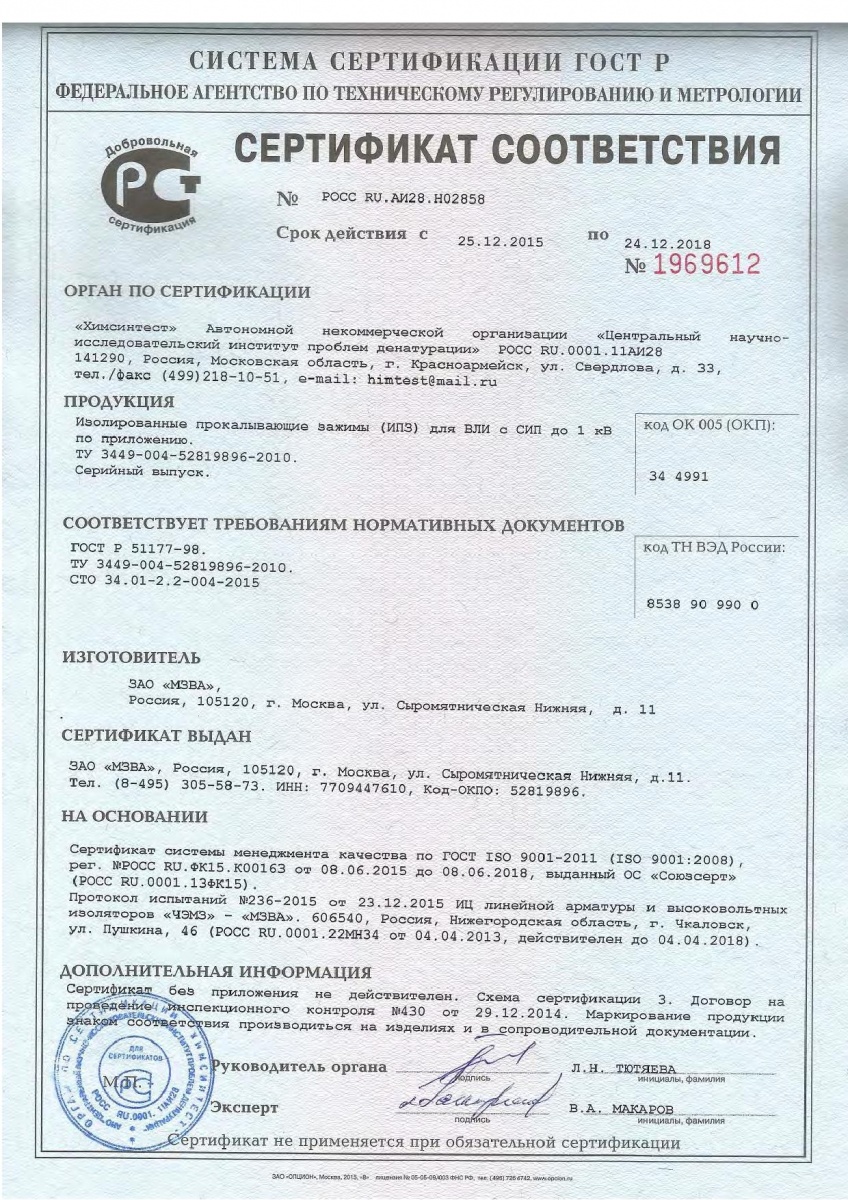 СИСТЕМА СЕРТИФИКАЦИИ ГОСТ Р
ФЕДЕРАЛЬНОЕ АГЕНТСТВО ПО ТЕХНИЧЕСКОМУ РЕГУЛИРОВАНИЮ И МЕТРОЛОГИИ
Добровольная
РСТ
сертификация
СЕРТИФИКАТ СООТВЕТСТВИЯ
№ РОСС RU.АИ28.Н02858
Срок действия с 25.12.2015 по 24.12.2018
№ 1969612
ОРГАН ПО СЕРТИФИКАЦИИ
«Химсинтест» Автономной некоммерческой организации «Центральный научно-
исследовательский институт проблем денатурации» РОСС RU.0001.11АИ28
141290, Россия, Московская область, г. Красноармейск, ул. Свердлова, д. 33,
тел./факс (499)218-10-51, e-mail: himtest@mail.ru
ПРОДУКЦИЯ
Изолированные прокалывающие зажимы (ИПЗ) для ВЛИ с СИП до 1 кВ
по приложению.
ТУ 3449-004-52819896-2010.
Серийный выпуск.
код ОК 005 (ОКП):
34 4991
СООТВЕТСТВУЕТ ТРЕБОВАНИЯМ НОРМАТИВНЫХ ДОКУМЕНТОВ
ГОСТ Р 51177-98.
ТУ 3449-004-52819896-2010.
СТО 34.01-2.2-004-2015
код ТН ВЭД России:
8538 90 990 0
ИЗГОТОВИТЕЛЬ
ЗАО «МЗВА»,
Россия, 105120, г. Москва, ул. Сыромятническая Нижняя, д. 11
СЕРТИФИКАТ ВЫДАН
ЗАО «МЗВА», Россия, 105120, г. Москва, ул. Сыромятническая Нижняя, д.11.
Тел. (8-495) 305-58-73. ИНН: 7709447610, Код-ОКПО: 52819896.
НА ОСНОВАНИИ
Сертификат системы менеджмента качества по ГОСТ ISO 9001-2011 (ISO 9001:2008),
рег. №РОСС RU.ФК15.К00163 от 08.06.2015 до 08.06.2018, выданный ОС «Союзсерт»
(РОСС RU.0001.13ФК15).
Протокол испытаний №236-2015 от 23.12.2015 ИЦ линейной арматуры и высоковольтных
изоляторов «ЧЭМЗ» – «МЗВА». 606540, Россия, Нижегородская область, г. Чкаловск,
ул. Пушкина, 46 (РОСС RU.0001.22МН34 от 04.04.2013, действителен до 04.04.2018).
ДОПОЛНИТЕЛЬНАЯ ИНФОРМАЦИЯ
Сертификат без приложения не действителен. Схема сертификации 3. Договор на
проведение инспекционного контроля №430 от 29.12.2014. Маркирование продукции
знаком соответствия производиться на изделиях и в сопроводительной документации.
ДЛЯ
СЕРТИФИКАТОВ
РОСС RU.0001.11АИ28
М.П.
Руководитель органа
подпись
Л.Н. ТЮТЯЕВА
инициалы, фамилия
Эксперт
подпись
В.А. МАКАРОВ
инициалы, фамилия
Сертификат не применяется при обязательной сертификации
ЗАО «ОПЦИОН», Москва, 2013, «В» лицензия № 05-05-09/003 ФНС РФ, тел. (495) 726 4742, www.opcion.ru